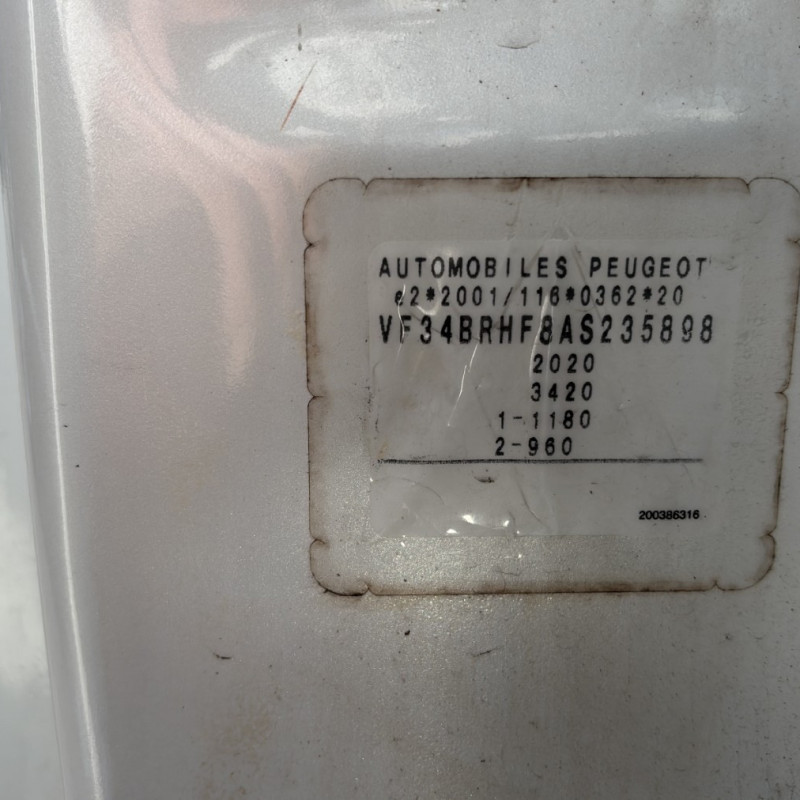 AUTOMOBILES PEUGEOT
e2*2001/116*0362*20
VF34BRHF8AS235898
2020
3420
1-1180
2-960
200386316